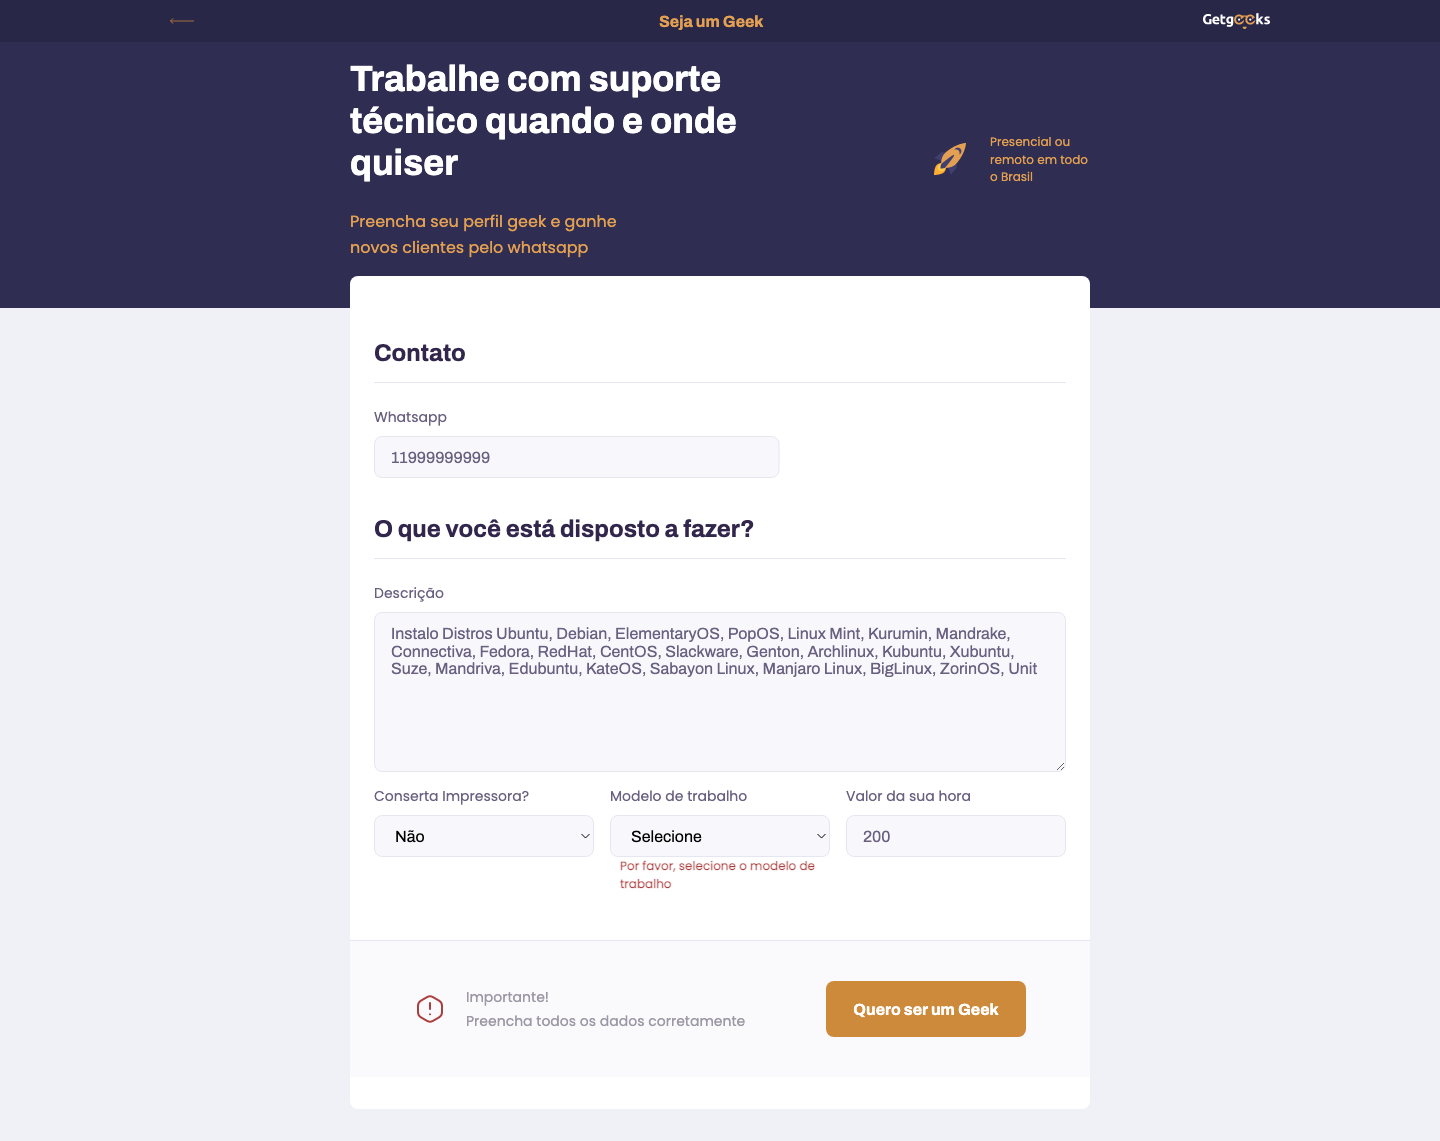 Seja um Geek
Getgeeks
Trabalhe com suporte
técnico quando e onde
quiser
Presencial ou
remoto em todo
o Brasil
Preencha seu perfil geek e ganhe
novos clientes pelo whatsapp
Contato
Whatsapp
11999999999
O que você está disposto a fazer?
Descrição
Instalo Distros Ubuntu, Debian, ElementaryOS, PopOS, Linux Mint, Kurumin, Mandrake,
Connectiva, Fedora, RedHat, CentOS, Slackware, Genton, Archlinux, Kubuntu, Xubuntu,
Suze, Mandriva, Edubuntu, KateOS, Sabayon Linux, Manjaro Linux, BigLinux, ZorinOS, Unit
Conserta Impressora?
Modelo de trabalho
Valor da sua hora
Não
Selecione
200
Por favor, selecione o modelo de
trabalho
Importante!
Preencha todos os dados corretamente
Quero ser um Geek